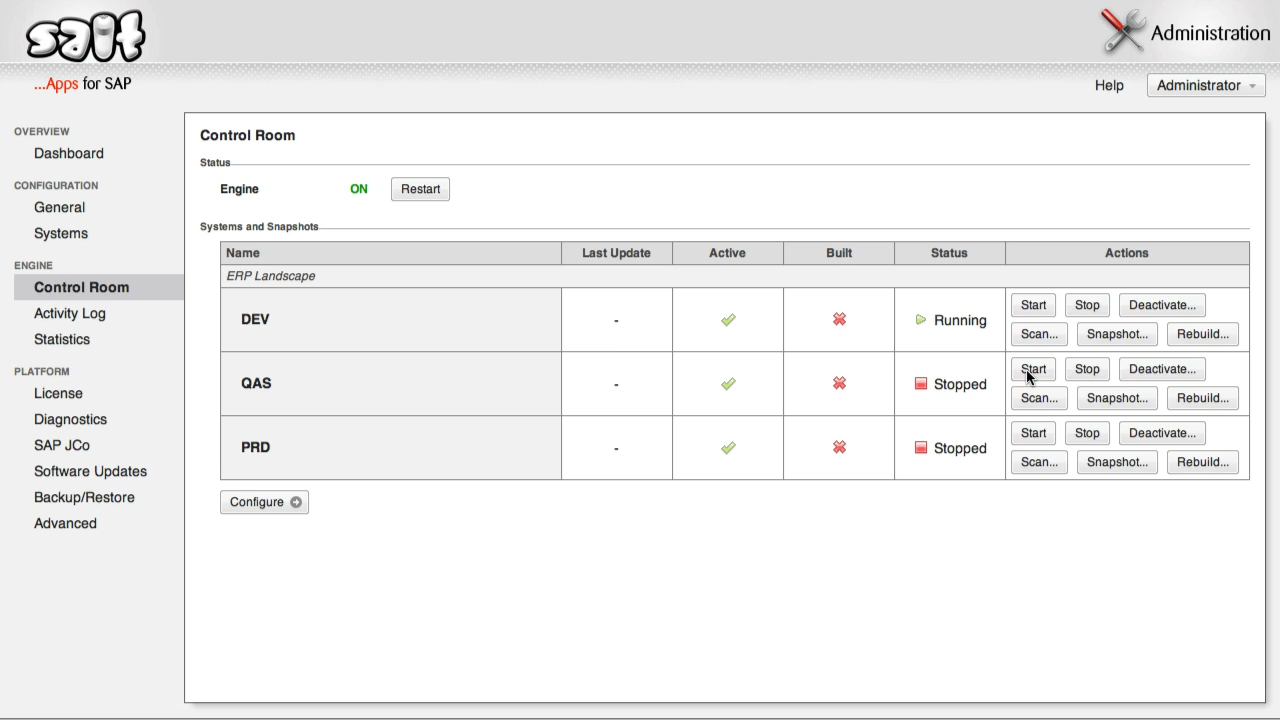 sait
...Apps for SAP
Administration
Help
Administrator
OVERVIEW
Dashboard
CONFIGURATION
General
Systems
ENGINE
Control Room
Activity Log
Statistics
PLATFORM
License
Diagnostics
SAP JCo
Software Updates
Backup/Restore
Advanced
Control Room
Status
Engine ON Restart
Systems and Snapshots
Name Last Update Active Built Status Actions
ERP Landscape
DEV - Running Start Stop Deactivate...
Scan... Snapshot... Rebuild...
QAS - Stopped Start Stop Deactivate...
Scan... Snapshot... Rebuild...
PRD - Stopped Start Stop Deactivate...
Scan... Snapshot... Rebuild...
Configure